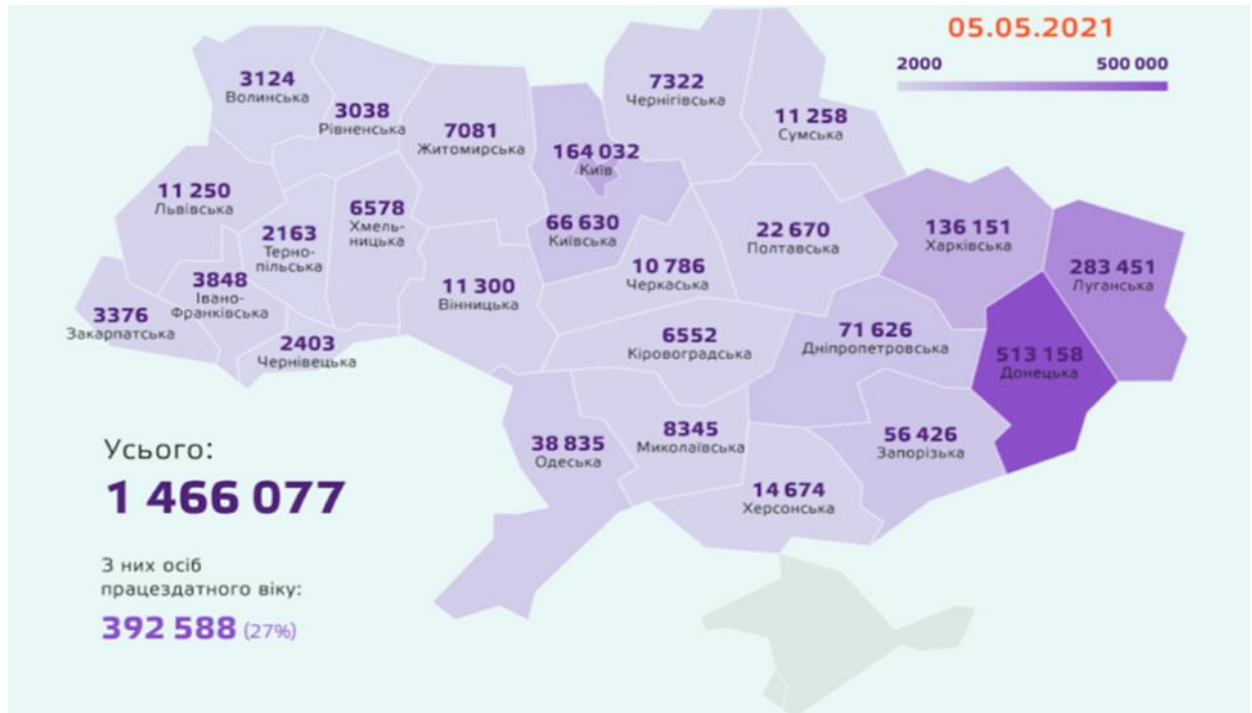 05.05.2021
2000 500 000
3124
Волинська
3038
Рівненська
7081
Житомирська
164 032
Київ
7322
Чернігівська
11 258
Сумська
11 250
Львівська
2163
Терно-
пільська
6578
Хмель-
ницька
66 630
Київська
22 670
Полтавська
136 151
Харківська
283 451
Луганська
3376
Закарпатська
3848
Івано-
Франківська
2403
Чернівецька
11 300
Вінницька
10 786
Черкаська
6552
Кіровоградська
71 626
Дніпропетровська
513 158
Донецька
38 835
Одеська
8345
Миколаївська
56 426
Запорізька
14 674
Херсонська
Усього:
1 466 077
З них осіб
працездатного віку:
392 588 (27%)